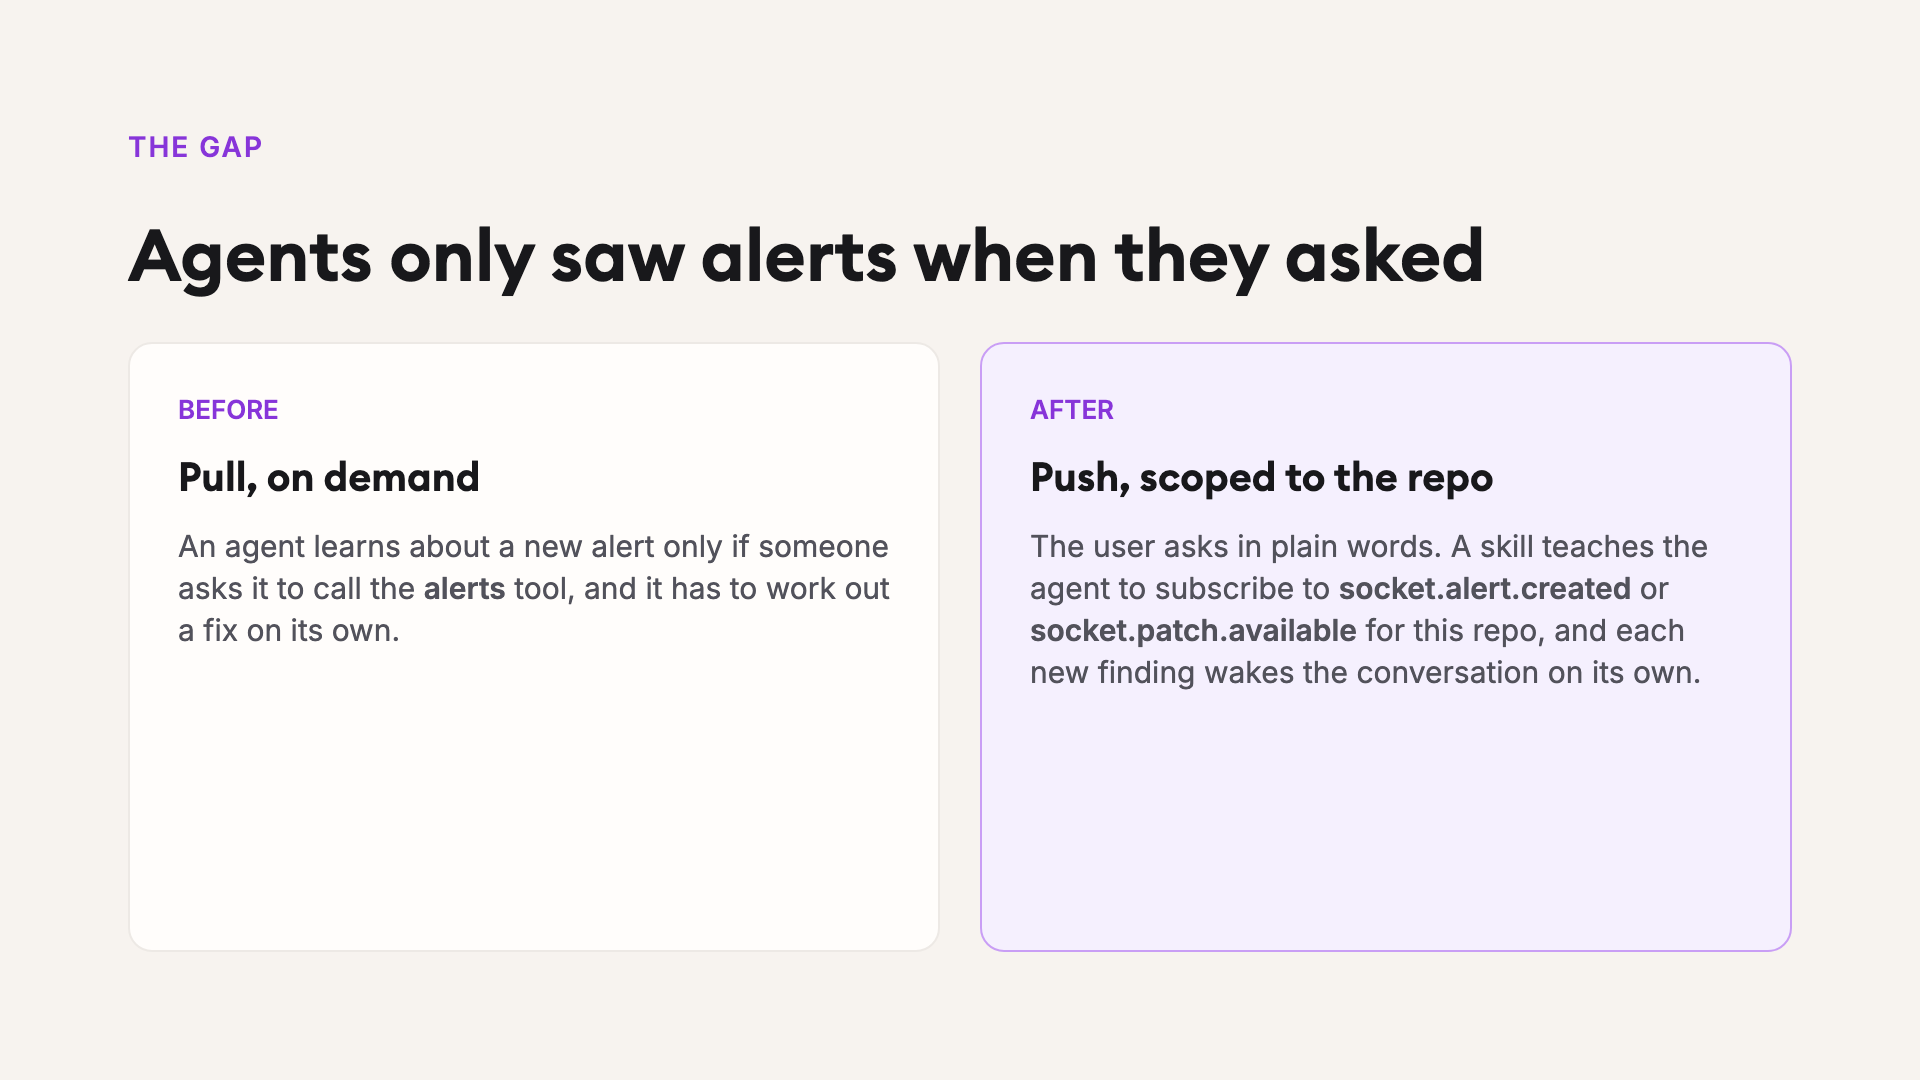 THE GAP
Agents only saw alerts when they asked
BEFORE
Pull, on demand
An agent learns about a new alert only if someone
asks it to call the alerts tool, and it has to work out
a fix on its own.
AFTER
Push, scoped to the repo
The user asks in plain words. A skill teaches the
agent to subscribe to socket.alert.created or
socket.patch.available for this repo, and each
new finding wakes the conversation on its own.